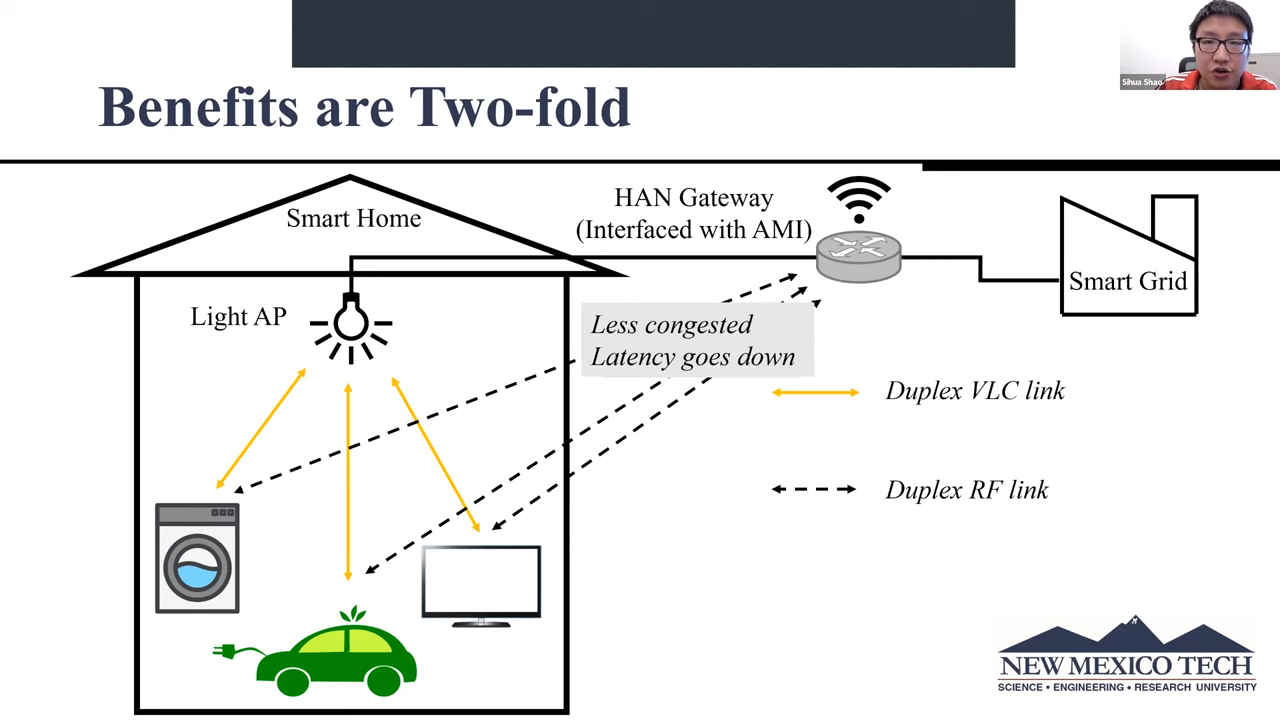 Sihua Shao
Benefits are Two-fold
Smart Home
HAN Gateway
(Interfaced with AMI)
Smart Grid
Light AP
Less congested
Latency goes down
Duplex VLC link
Duplex RF link
NEW MEXICO TECH
SCIENCE • ENGINEERING • RESEARCH UNIVERSITY